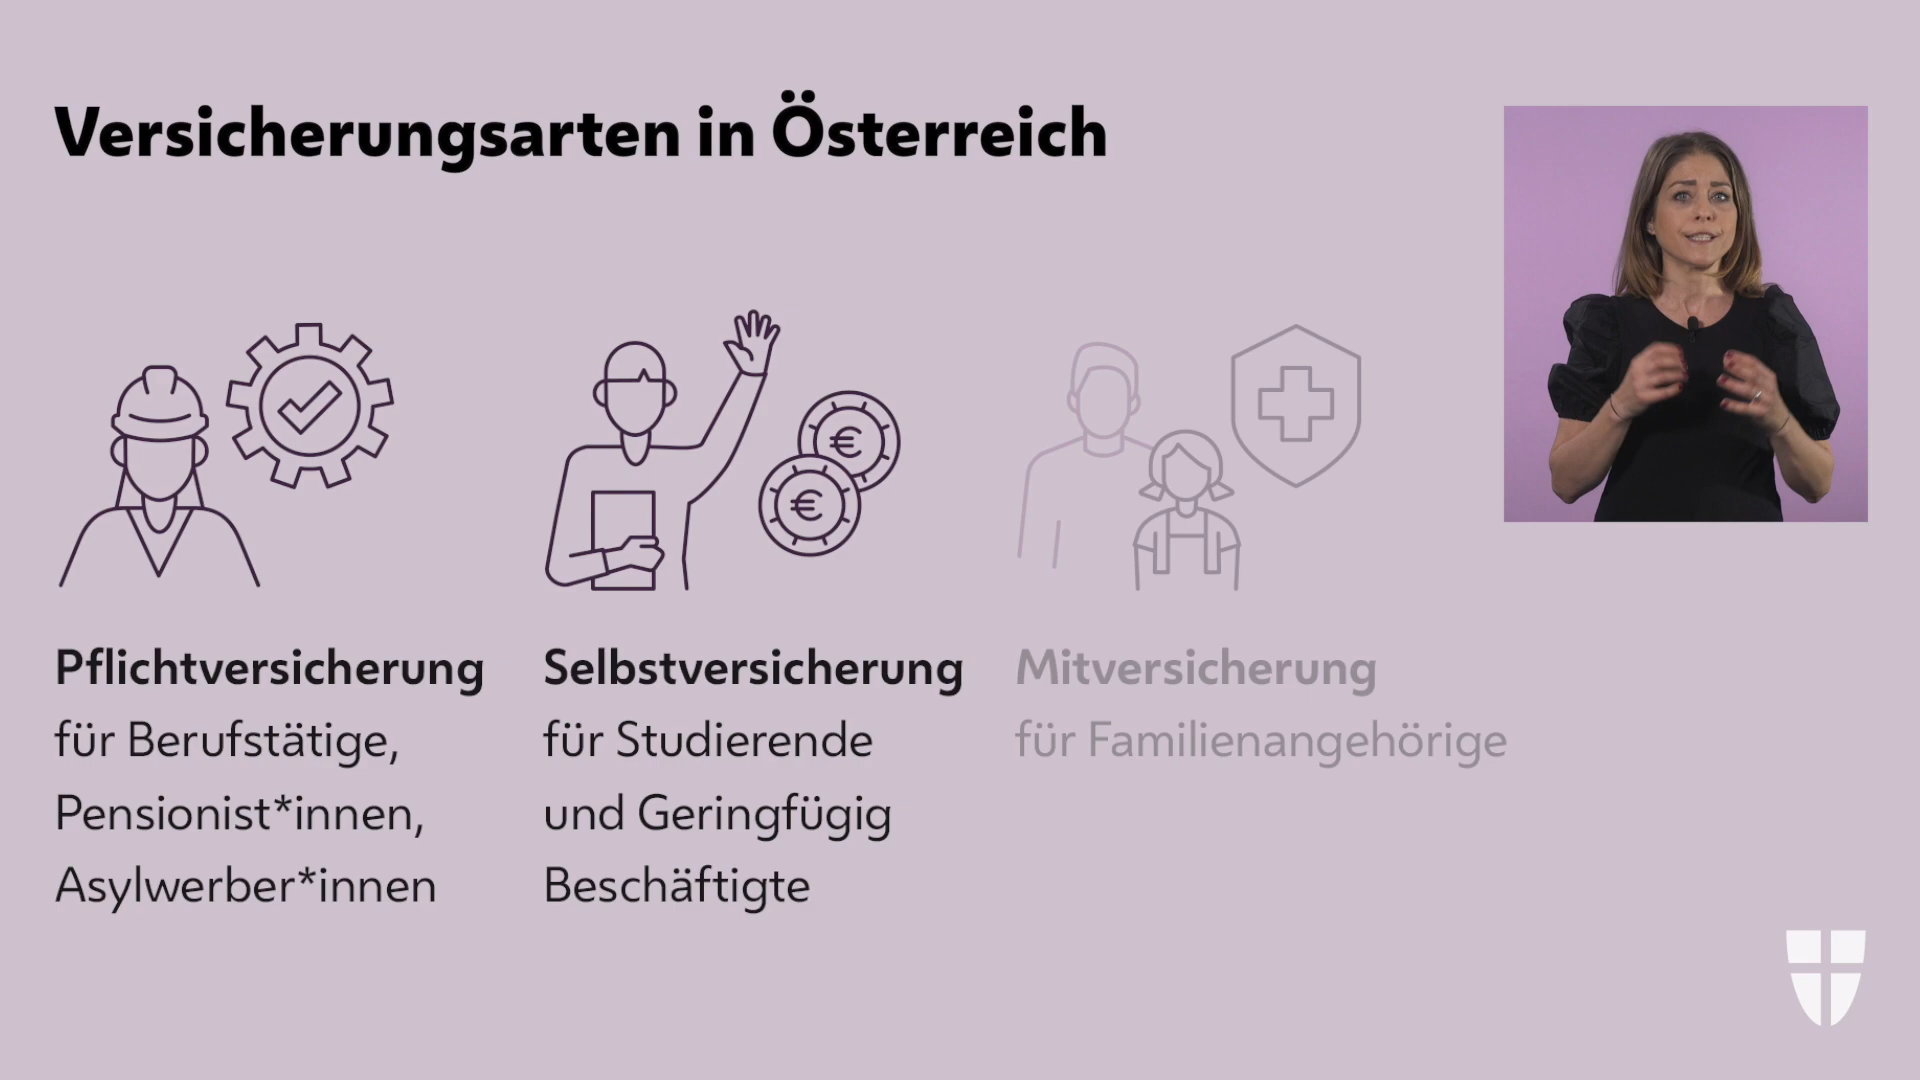 Versicherungsarten in Österreich
€
€
Pflichtversicherung
für Berufstätige,
Pensionist*innen,
Asylwerber*innen
Selbstversicherung
für Studierende
und Geringfügig
Beschäftigte
Mitversicherung
für Familienangehörige